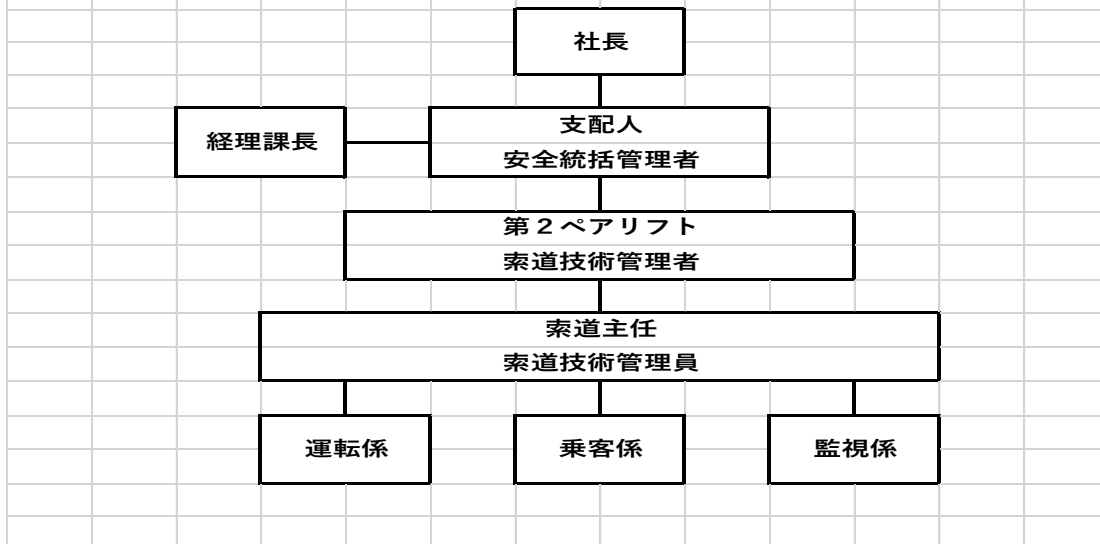 社長
経理課長
支配人
安全統括管理者
第２ペアリフト
索道技術管理者
索道主任
索道技術管理員
運転係
乗客係
監視係